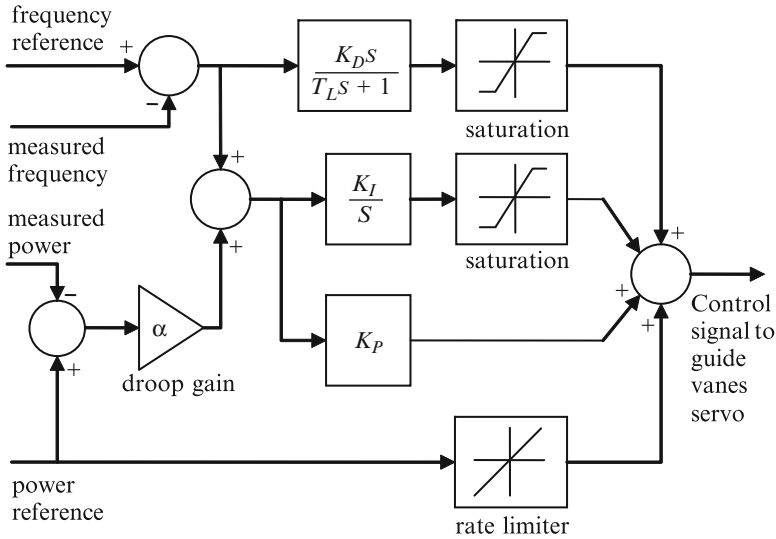 frequency
reference
+
−
measured
frequency
measured
power
−
+
α
droop gain
+
+
K_D s
T_L s + 1
saturation
K_I
S
saturation
K_P
+
+
+
Control
signal to
guide
vanes
servo
power
reference
rate limiter